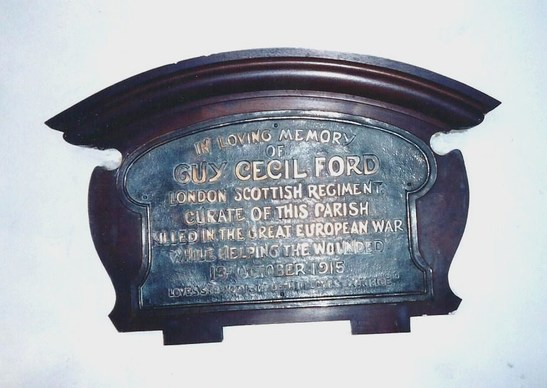 IN LOVING MEMORY
OF
GUY CECIL FORD
LONDON SCOTTISH REGIMENT
CURATE OF THIS PARISH
KILLED IN THE GREAT EUROPEAN WAR
WHILE HELPING THE WOUNDED
OCTOBER 1915